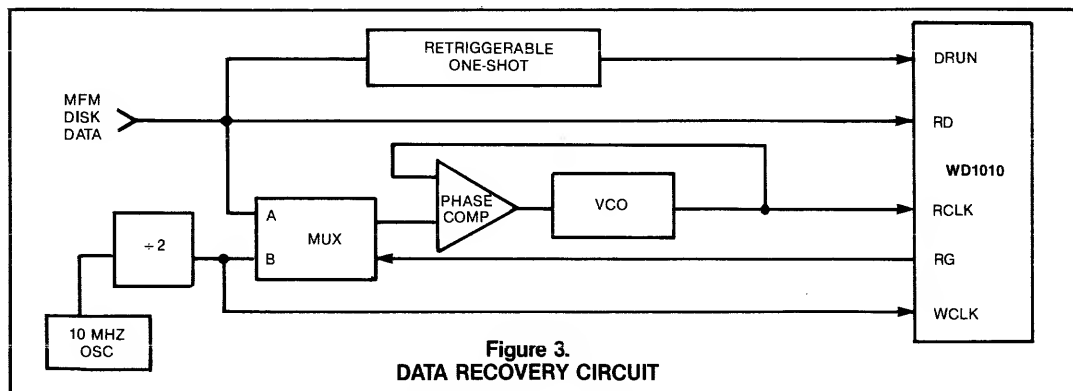 RETRIGGERABLE
ONE-SHOT
DRUN
MFM
DISK
DATA
RD
WD1010
PHASE
COMP
VCO
RCLK
A
MUX
B
÷2
RG
WCLK
10 MHZ
OSC
Figure 3.
DATA RECOVERY CIRCUIT